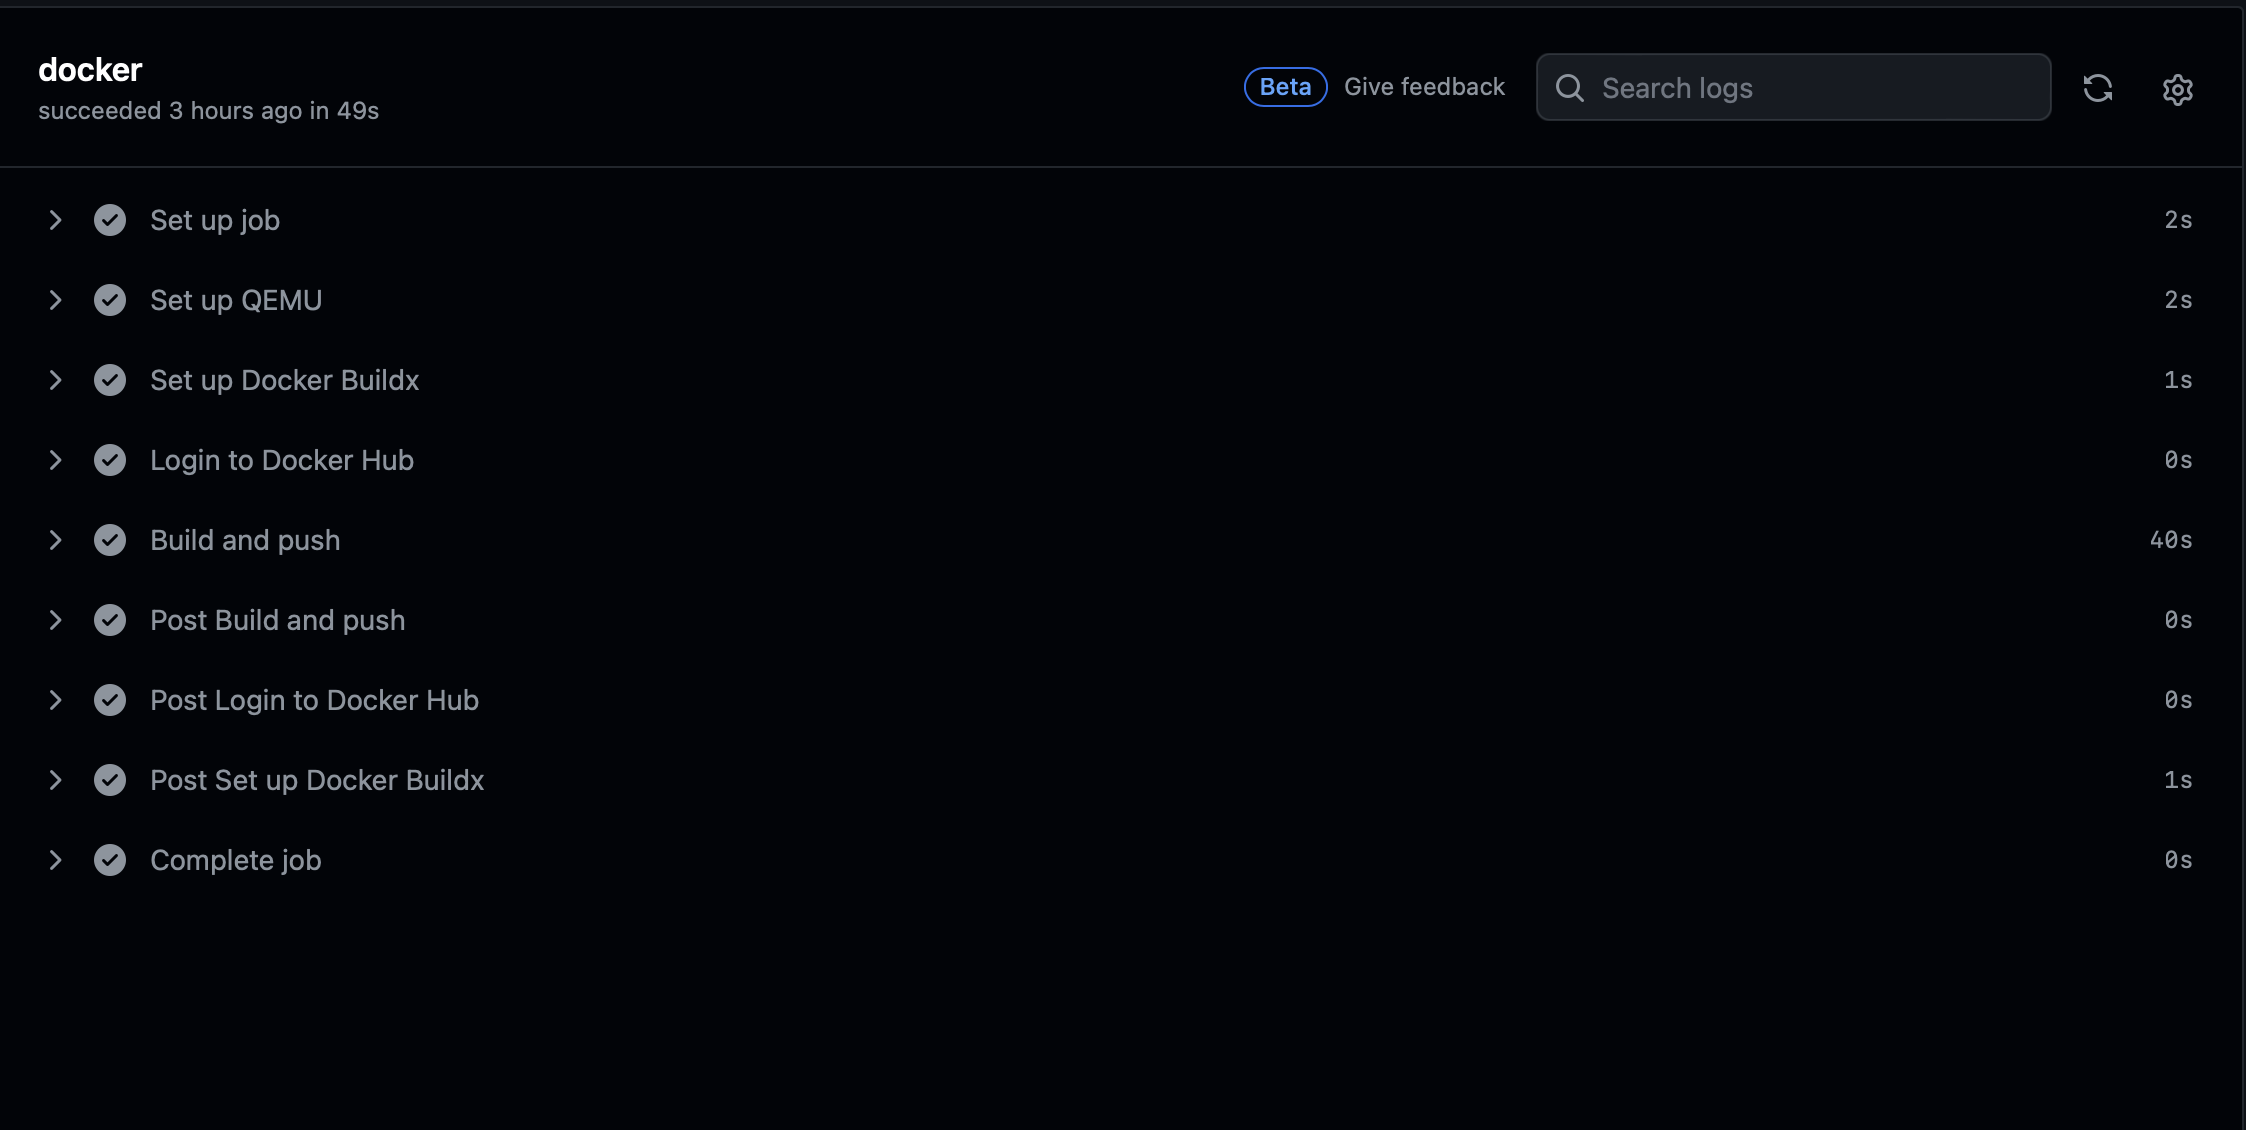 docker
succeeded 3 hours ago in 49s
Beta
Give feedback
Search logs
Set up job 2s
Set up QEMU 2s
Set up Docker Buildx 1s
Login to Docker Hub 0s
Build and push 40s
Post Build and push 0s
Post Login to Docker Hub 0s
Post Set up Docker Buildx 1s
Complete job 0s